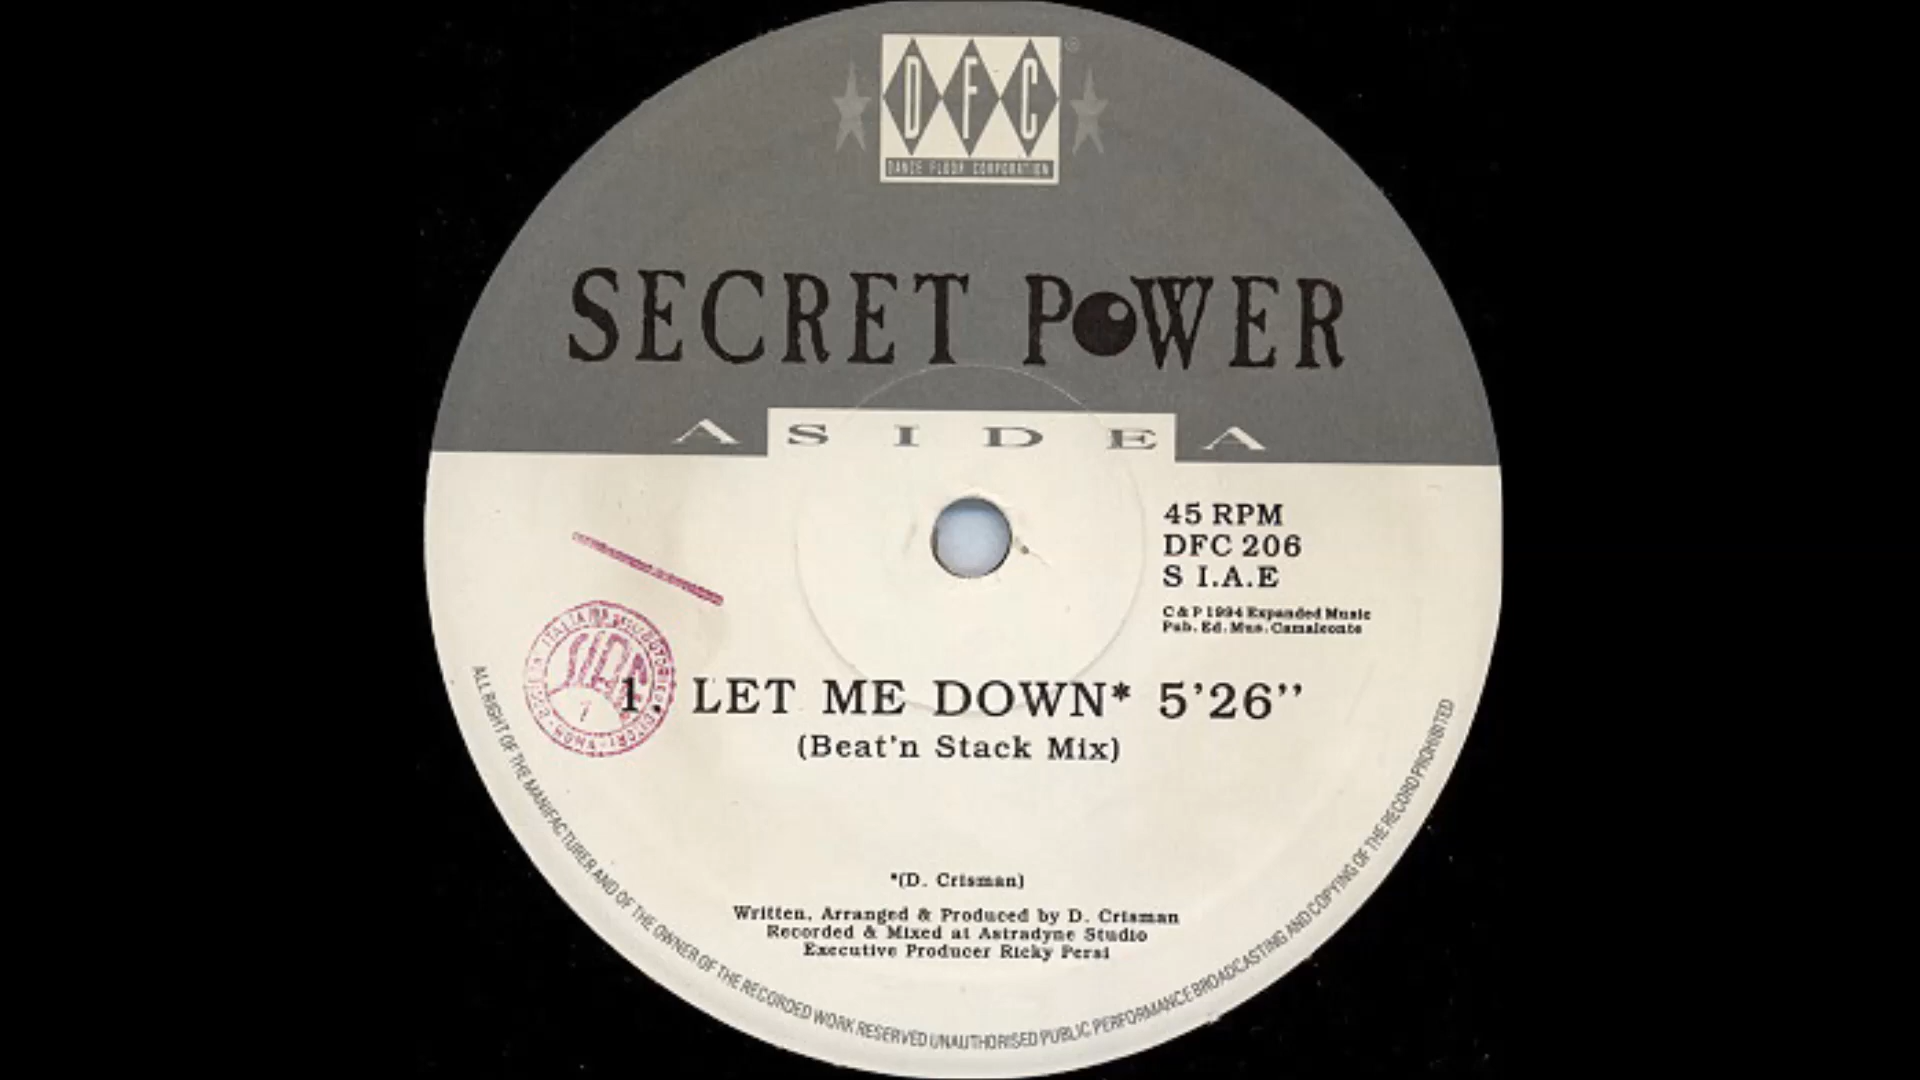 DFC
®
DANCE FLOOR CORPORATION
SECRET POWER
A SIDE A
45 RPM
DFC 206
S I.A.E
C & P 1994 Expanded Music
Pub. Ed. Mus. Camaleonte
SIAE
1. LET ME DOWN* 5'26''
(Beat'n Stack Mix)
*(D. Crisman)
Written, Arranged & Produced by D. Crisman
Recorded & Mixed at Astradyne Studio
Executive Producer Ricky Persi
ALL RIGHT OF THE MANIFACTURER AND OF THE OWNER OF THE RECORDED WORK RESERVED UNAUTHORISED PUBLIC PERFORMANCE BROADCASTING AND COPYING OF THE RECORD PROHIBITED